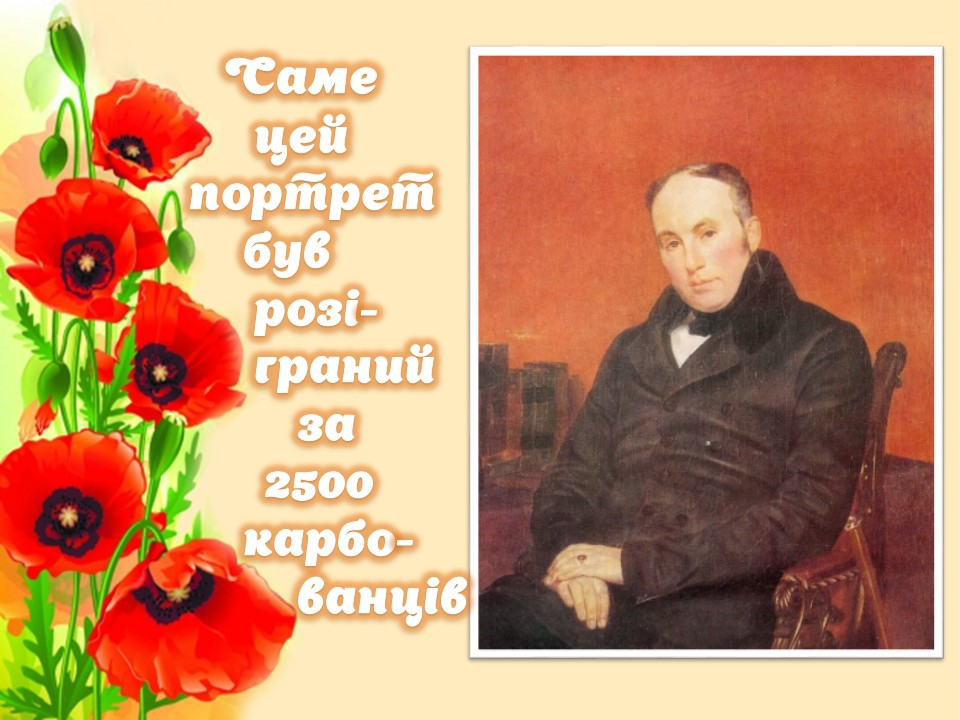 Саме
цей
портрет
був
розі-
граний
за
2500
карбо-
ванців